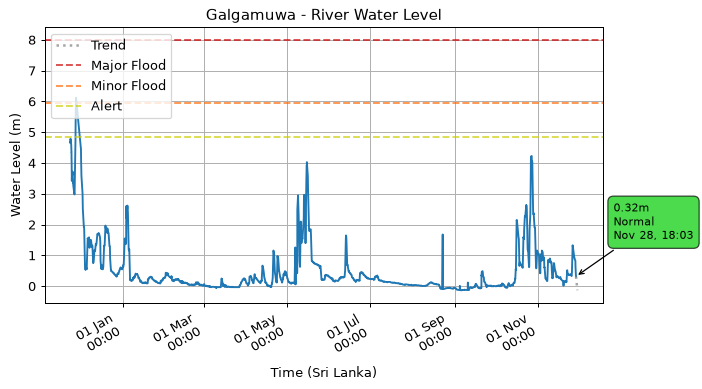 Galgamuwa - River Water Level
Trend
Major Flood
Minor Flood
Alert
Water Level (m)
8
7
6
5
4
3
2
1
0
0.32m
Normal
Nov 28, 18:03
01 Jan
00:00
01 Mar
00:00
01 May
00:00
01 Jul
00:00
01 Sep
00:00
01 Nov
00:00
Time (Sri Lanka)